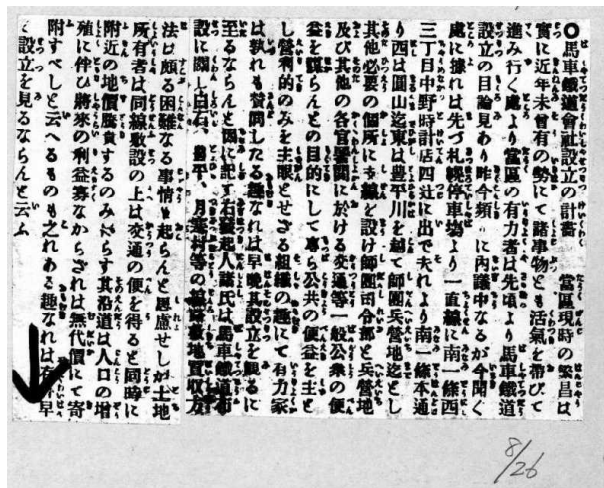 ○馬車鐵道會社設立の計畵 當區現時の繁昌は
實に近年未曾有の勢にて諸事物とも活氣を帶びて
進み行く處より當區の有力者は先頃より馬車鐵道
設立の目論見あり昨今頻りに內議中なるが今聞く
處に據れは先づ札幌停車塲より一直線に南一條西
三丁目中野時計店四辻に出で夫れより南一條本通
り西は圓山迄東は豐平川を越て師團兵營地迄とし
其他必要の個所に支線を設け師團司令部と兵營地
及び其他の各官衙間に於ける交通等一般公衆の便
益を謀らんとの目的にして專ら公共の便益を主と
し營利的のみを主眼とせざる組織の趣にて有力家
は孰れも賛同したる趣なれは早晩其設立を觀るに
至るならんと因に記す右發起人諸氏は馬車鐵道布
設に關し白石、豐平、月寒村等の線路敷地買収方
法は頗る困難なる事情も起らんと思慮せしが土地
所有者は同線敷設の上は交通の便を得ると同時に
附近の地價騰貴するのみならす其沿道は人口の增
殖に伴ひ將來の利益寡なからされは無代價にて寄
附すべしと云へるものも之れある趣なれは 早
設立を見るならんと云ふ
8/26